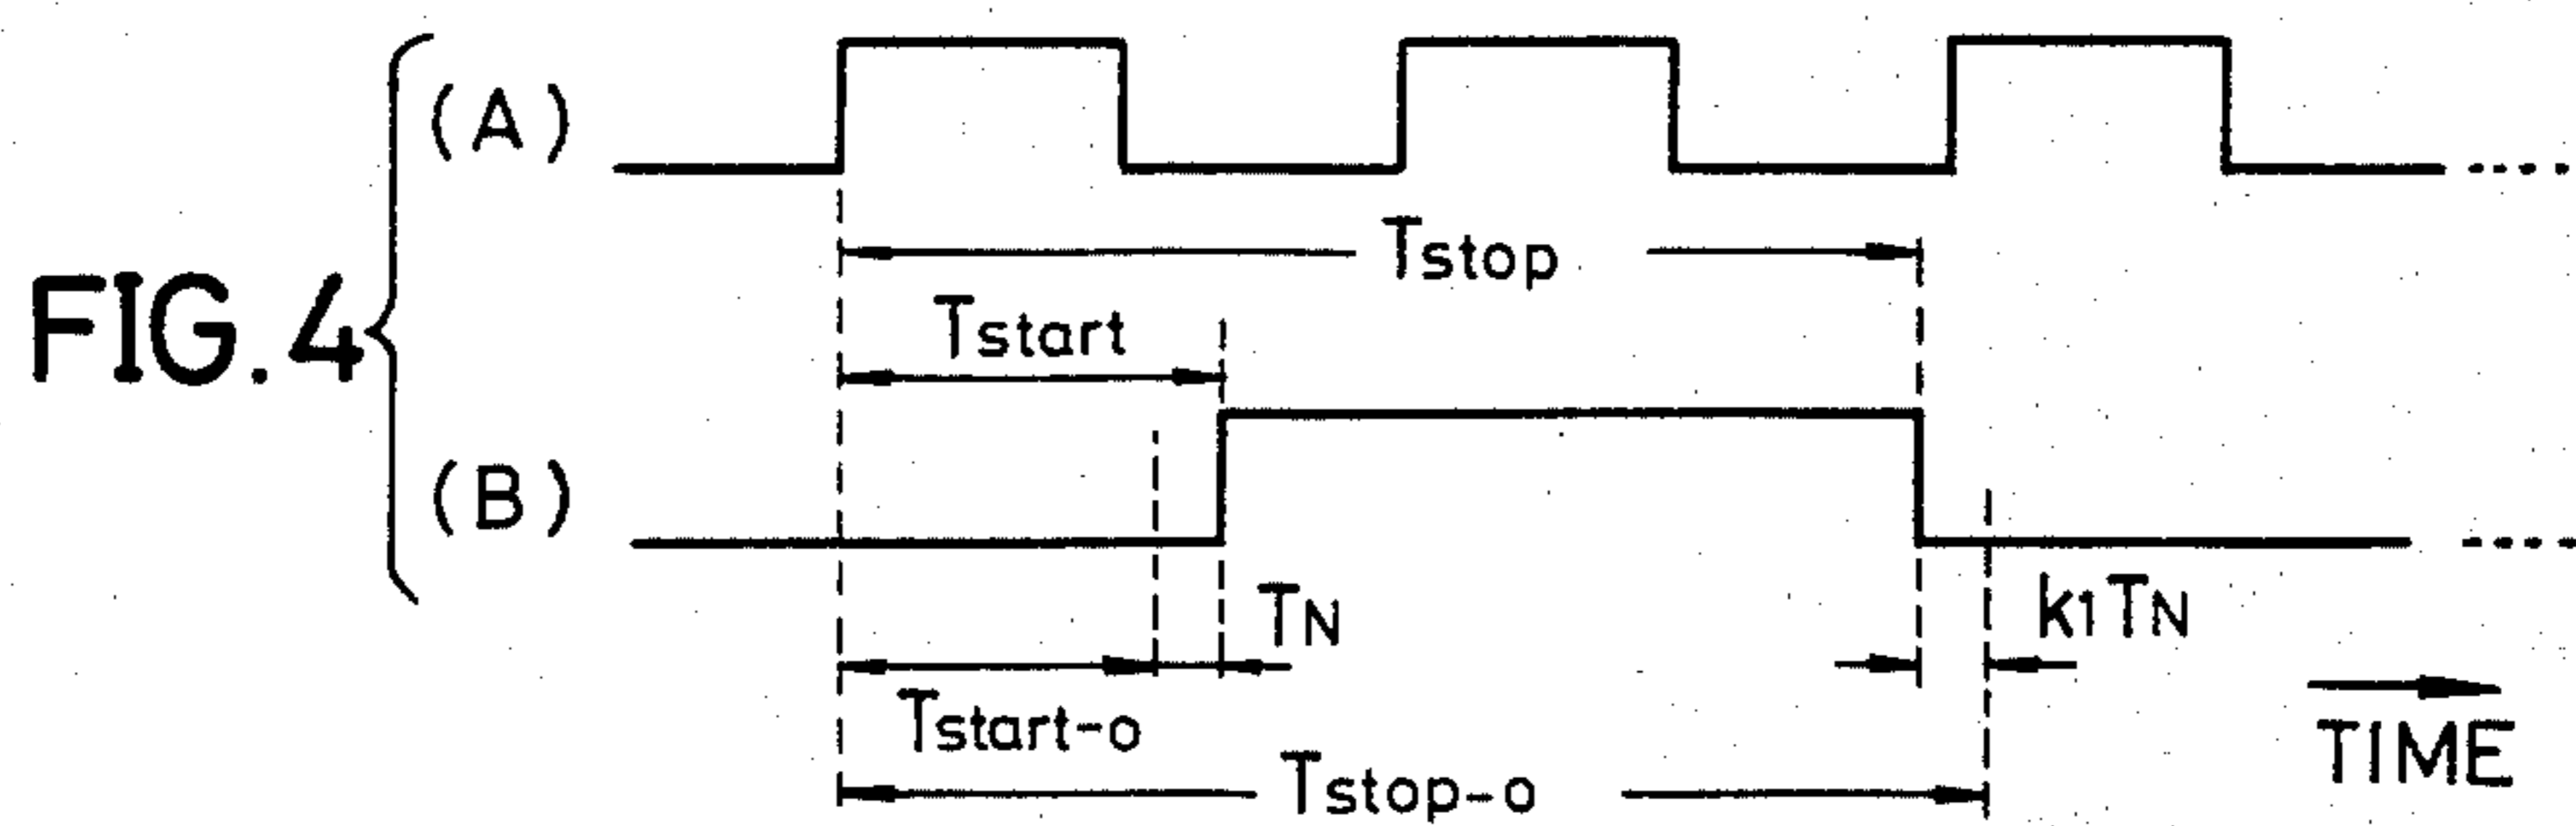 FIG. 4
(A)
Tstop
Tstart
(B)
TN
k1TN
Tstart-o
Tstop-o
TIME